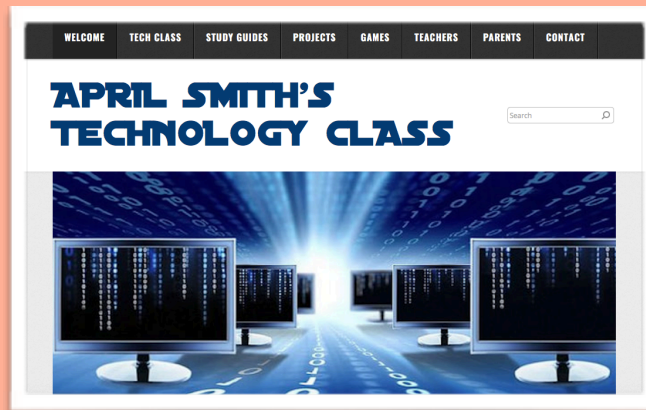 WELCOME TECH CLASS STUDY GUIDES PROJECTS GAMES TEACHERS PARENTS CONTACT
APRIL SMITH'S
TECHNOLOGY CLASS
Search